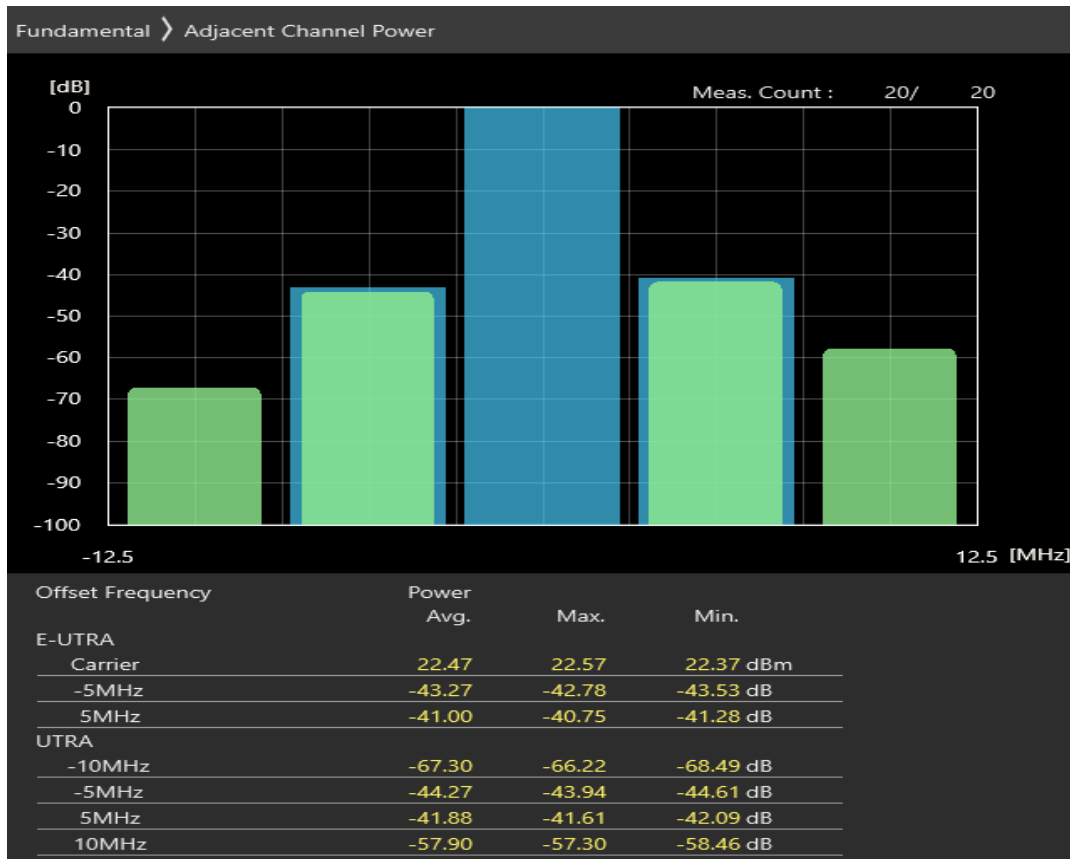 Fundamental ❯ Adjacent Channel Power
[dB]
Meas. Count : 20/ 20
0
-10
-20
-30
-40
-50
-60
-70
-80
-90
-100
-12.5 12.5 [MHz]
Offset Frequency Power
Avg. Max. Min.
E-UTRA
Carrier 22.47 22.57 22.37 dBm
-5MHz -43.27 -42.78 -43.53 dB
5MHz -41.00 -40.75 -41.28 dB
UTRA
-10MHz -67.30 -66.22 -68.49 dB
-5MHz -44.27 -43.94 -44.61 dB
5MHz -41.88 -41.61 -42.09 dB
10MHz -57.90 -57.30 -58.46 dB